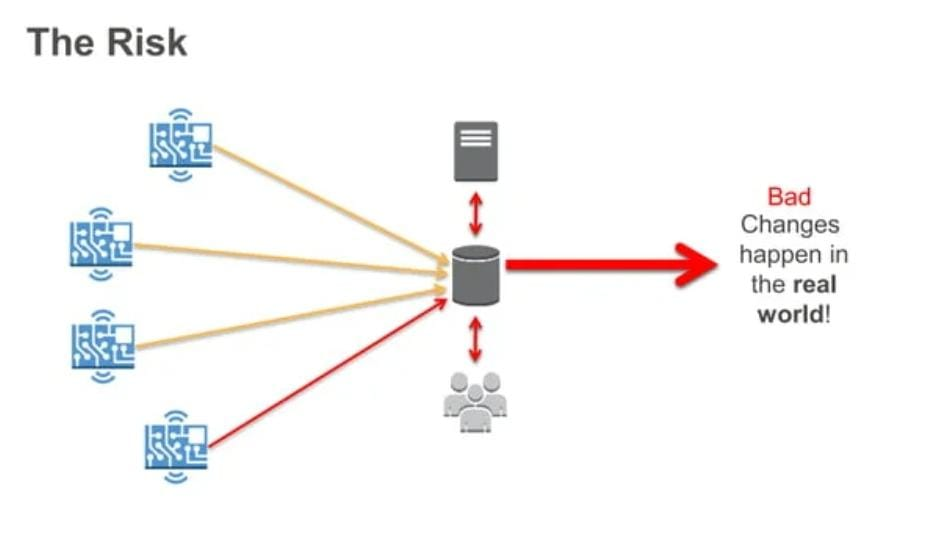 The Risk
Bad
Changes
happen in
the real
world!